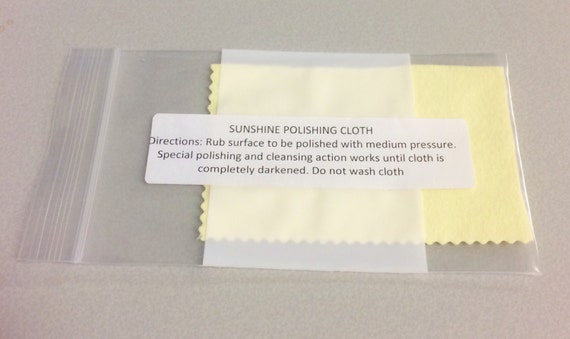 SUNSHINE POLISHING CLOTH
Directions: Rub surface to be polished with medium pressure.
Special polishing and cleansing action works until cloth is
completely darkened. Do not wash cloth